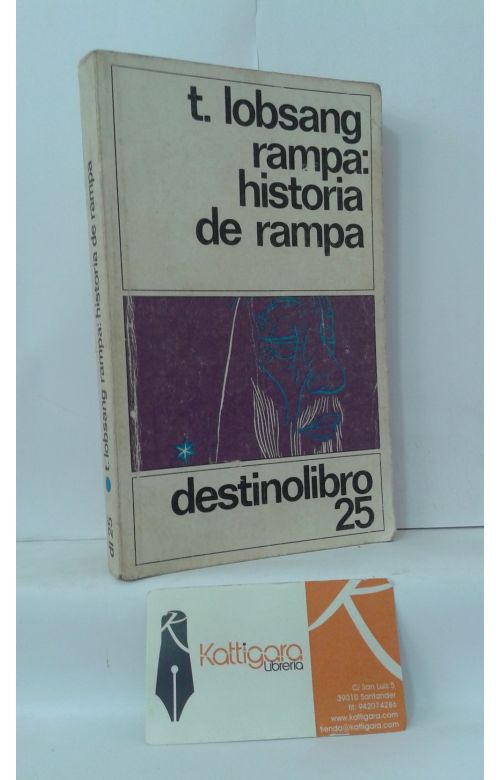 t. lobsang
rampa:
historia
de rampa
destinolibro
25
dl 25 t. lobsang rampa: historia de rampa
R
Kattigara
Librería
R
C/ San Luis 5
39010 Santander
tlf: 942074286
www.kattigara.com
tienda@kattigara.com